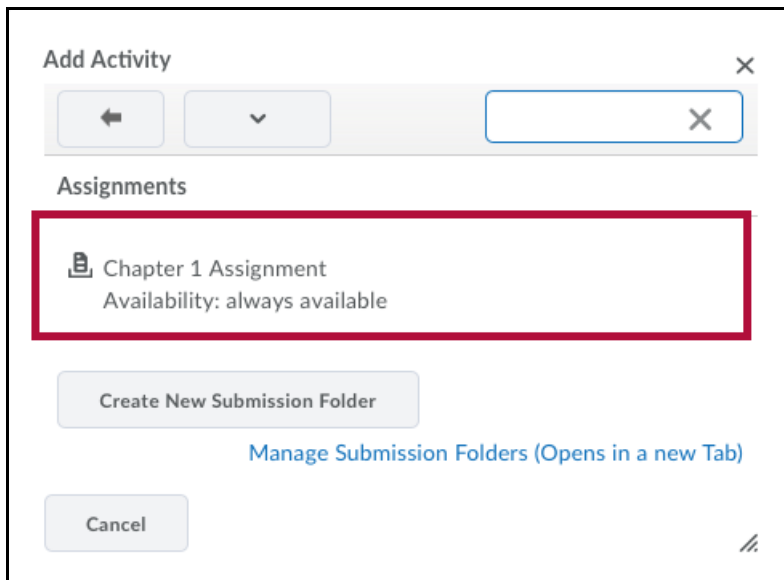 Add Activity
Assignments
Chapter 1 Assignment
Availability: always available
Create New Submission Folder
Manage Submission Folders (Opens in a new Tab)
Cancel